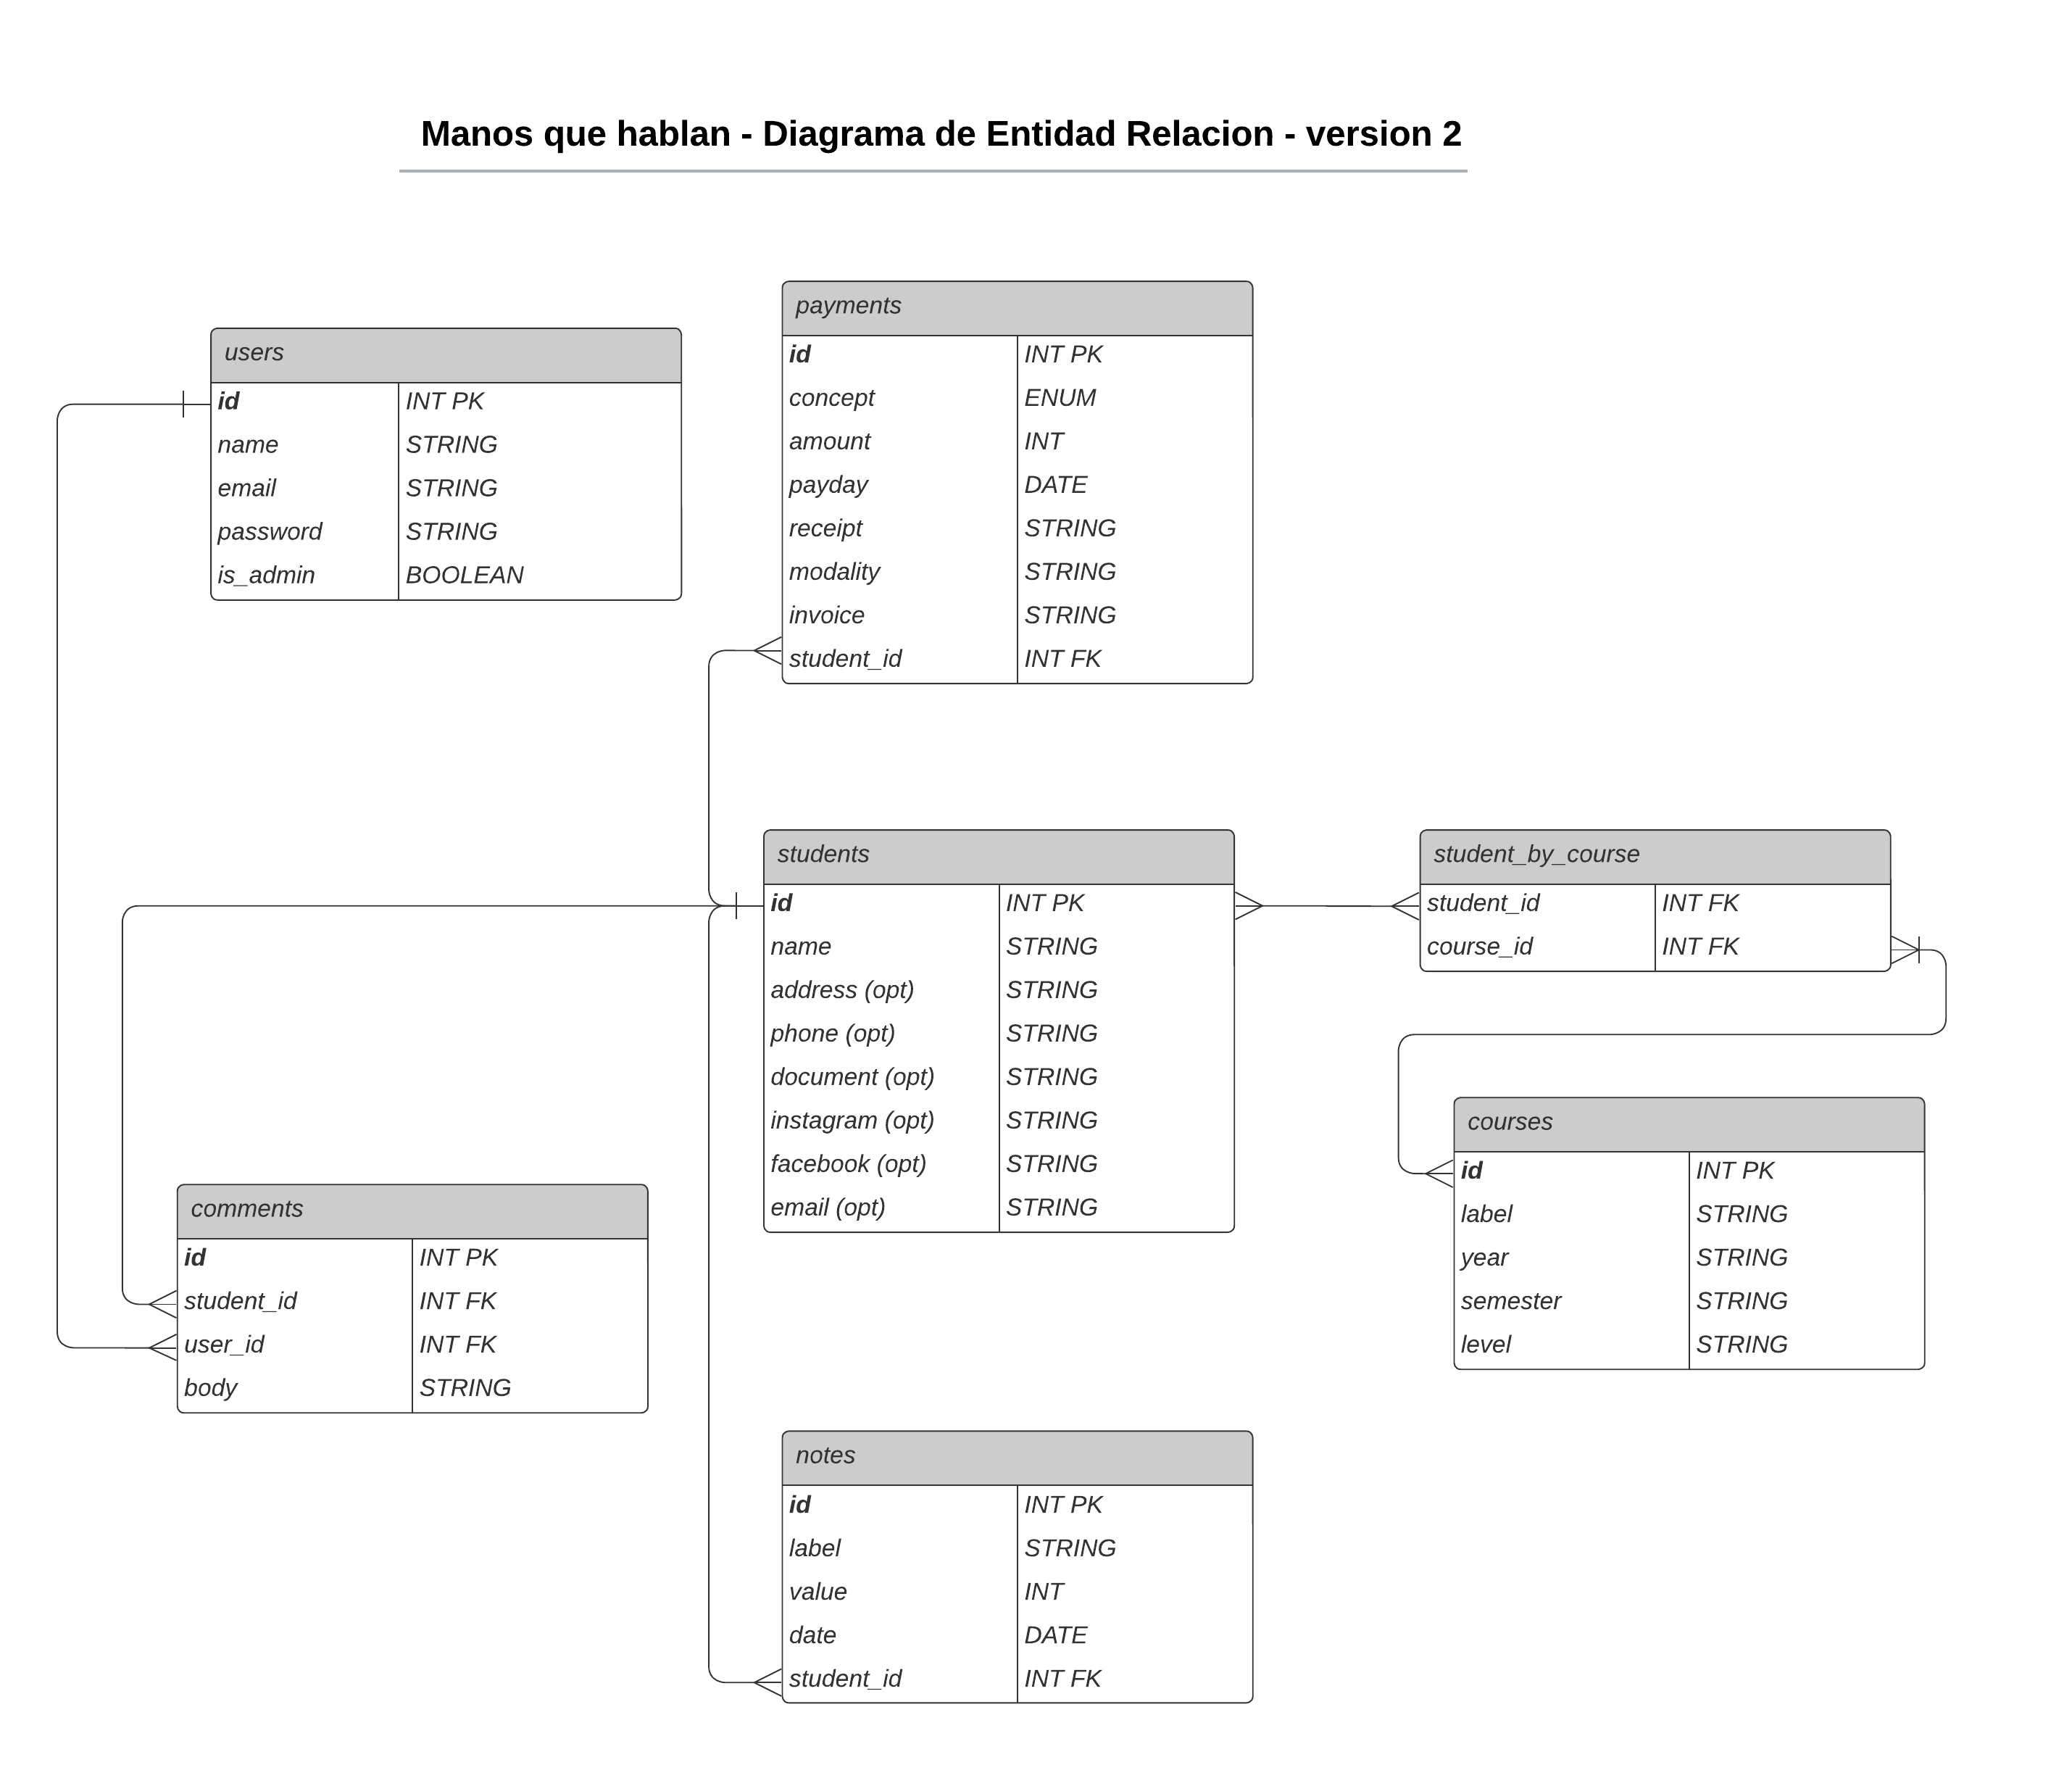 Manos que hablan - Diagrama de Entidad Relacion - version 2
users
id INT PK
name STRING
email STRING
password STRING
is_admin BOOLEAN
payments
id INT PK
concept ENUM
amount INT
payday DATE
receipt STRING
modality STRING
invoice STRING
student_id INT FK
students
id INT PK
name STRING
address (opt) STRING
phone (opt) STRING
document (opt) STRING
instagram (opt) STRING
facebook (opt) STRING
email (opt) STRING
student_by_course
student_id INT FK
course_id INT FK
courses
id INT PK
label STRING
year STRING
semester STRING
level STRING
comments
id INT PK
student_id INT FK
user_id INT FK
body STRING
notes
id INT PK
label STRING
value INT
date DATE
student_id INT FK